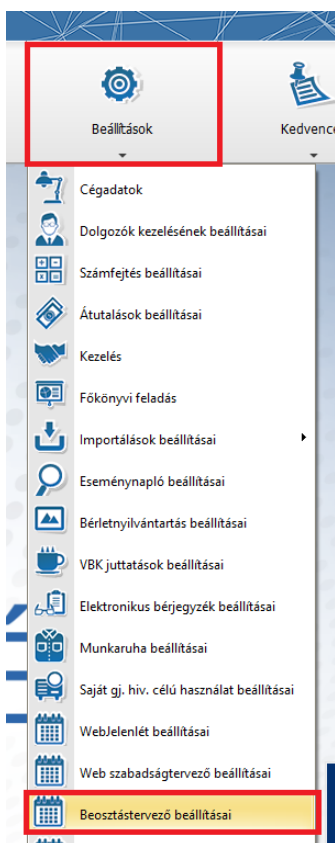 Beállítások
Kedvence
Cégadatok
Dolgozók kezelésének beállításai
Számfejtés beállításai
Átutalások beállításai
Kezelés
Főkönyvi feladás
Importálások beállításai
Eseménynapló beállításai
Bérletnyilvántartás beállításai
VBK juttatások beállításai
Elektronikus bérjegyzék beállításai
Munkaruha beállításai
Saját gj. hiv. célú használat beállításai
WebJelenlét beállításai
Web szabadságtervező beállításai
Beosztástervező beállításai